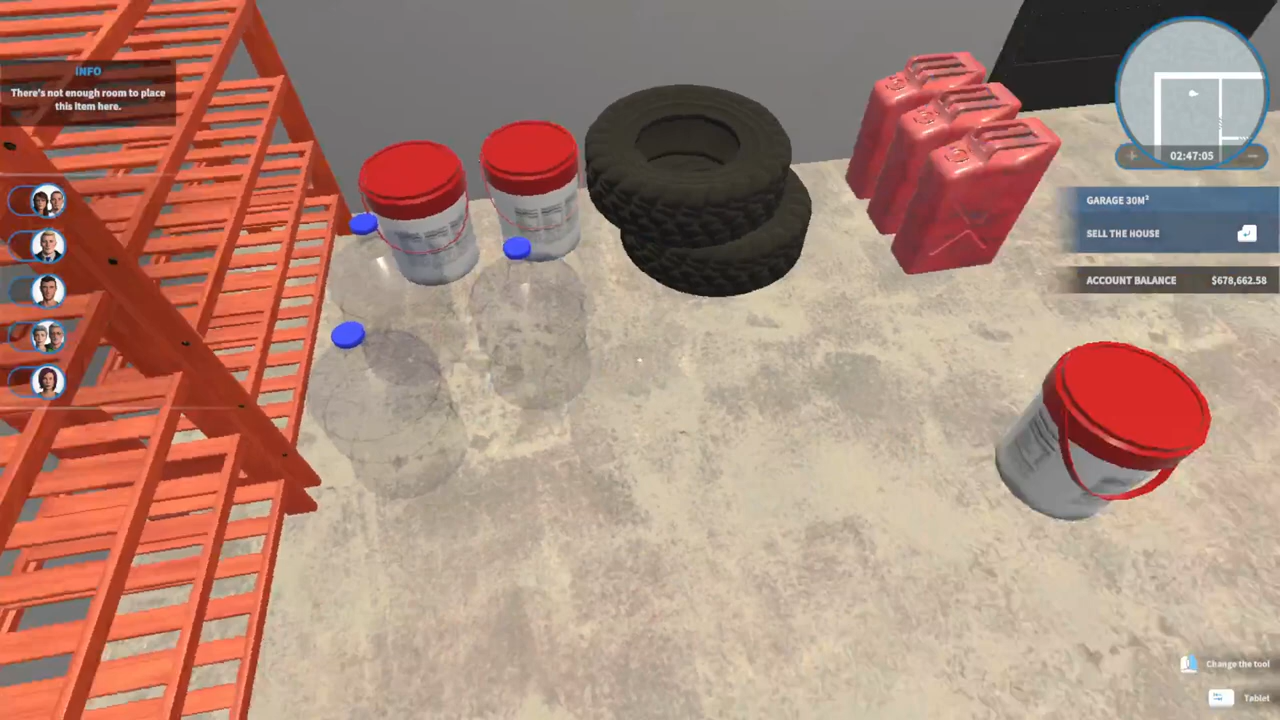 INFO
There's not enough room to place
this item here.
02:47:05
GARAGE 30M³
SELL THE HOUSE
ACCOUNT BALANCE $678,662.58
Change the tool
Tablet